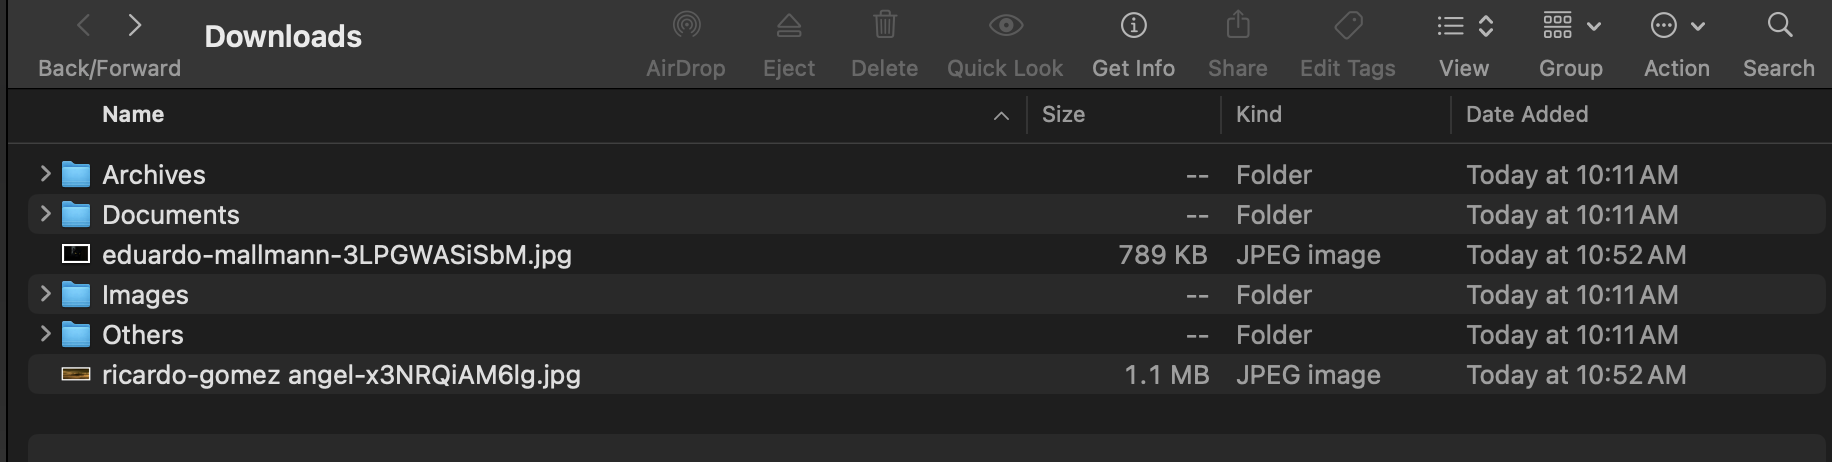 Downloads
Back/Forward AirDrop Eject Delete Quick Look Get Info Share Edit Tags View Group Action Search
Name Size Kind Date Added
Archives -- Folder Today at 10:11 AM
Documents -- Folder Today at 10:11 AM
eduardo-mallmann-3LPGWASiSbM.jpg 789 KB JPEG image Today at 10:52 AM
Images -- Folder Today at 10:11 AM
Others -- Folder Today at 10:11 AM
ricardo-gomez angel-x3NRQiAM6lg.jpg 1.1 MB JPEG image Today at 10:52 AM